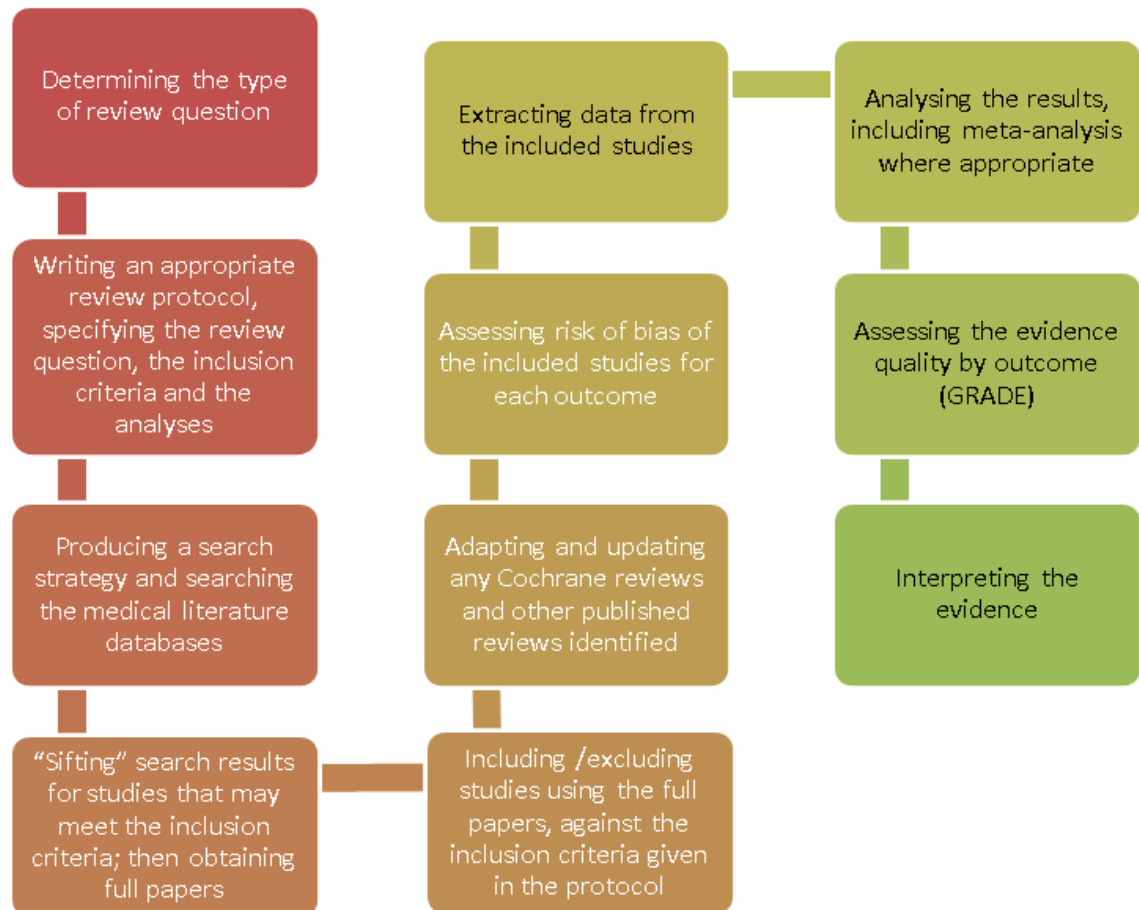 Determining the type
of review question
Writing an appropriate
review protocol,
specifying the review
question, the inclusion
criteria and the
analyses
Producing a search
strategy and searching
the medical literature
databases
“Sifting” search results
for studies that may
meet the inclusion
criteria; then obtaining
full papers
Including /excluding
studies using the full
papers, against the
inclusion criteria given
in the protocol
Adapting and updating
any Cochrane reviews
and other published
reviews identified
Assessing risk of bias of
the included studies for
each outcome
Extracting data from
the included studies
Analysing the results,
including meta-analysis
where appropriate
Assessing the evidence
quality by outcome
(GRADE)
Interpreting the
evidence